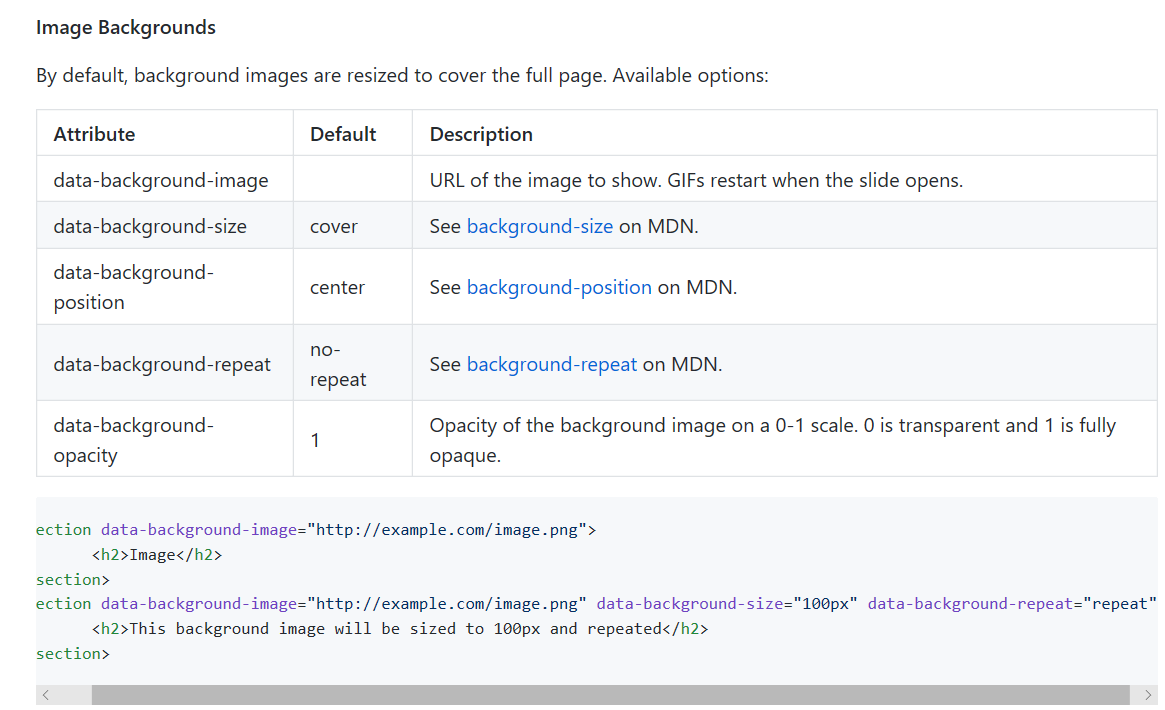 Image Backgrounds
By default, background images are resized to cover the full page. Available options:
Attribute Default Description
data-background-image URL of the image to show. GIFs restart when the slide opens.
data-background-size cover See background-size on MDN.
data-background-
position center See background-position on MDN.
data-background-repeat no-
repeat See background-repeat on MDN.
data-background-
opacity 1 Opacity of the background image on a 0-1 scale. 0 is transparent and 1 is fully
opaque.
ection data-background-image="http://example.com/image.png">
<h2>Image</h2>
section>
ection data-background-image="http://example.com/image.png" data-background-size="100px" data-background-repeat="repeat"
<h2>This background image will be sized to 100px and repeated</h2>
section>